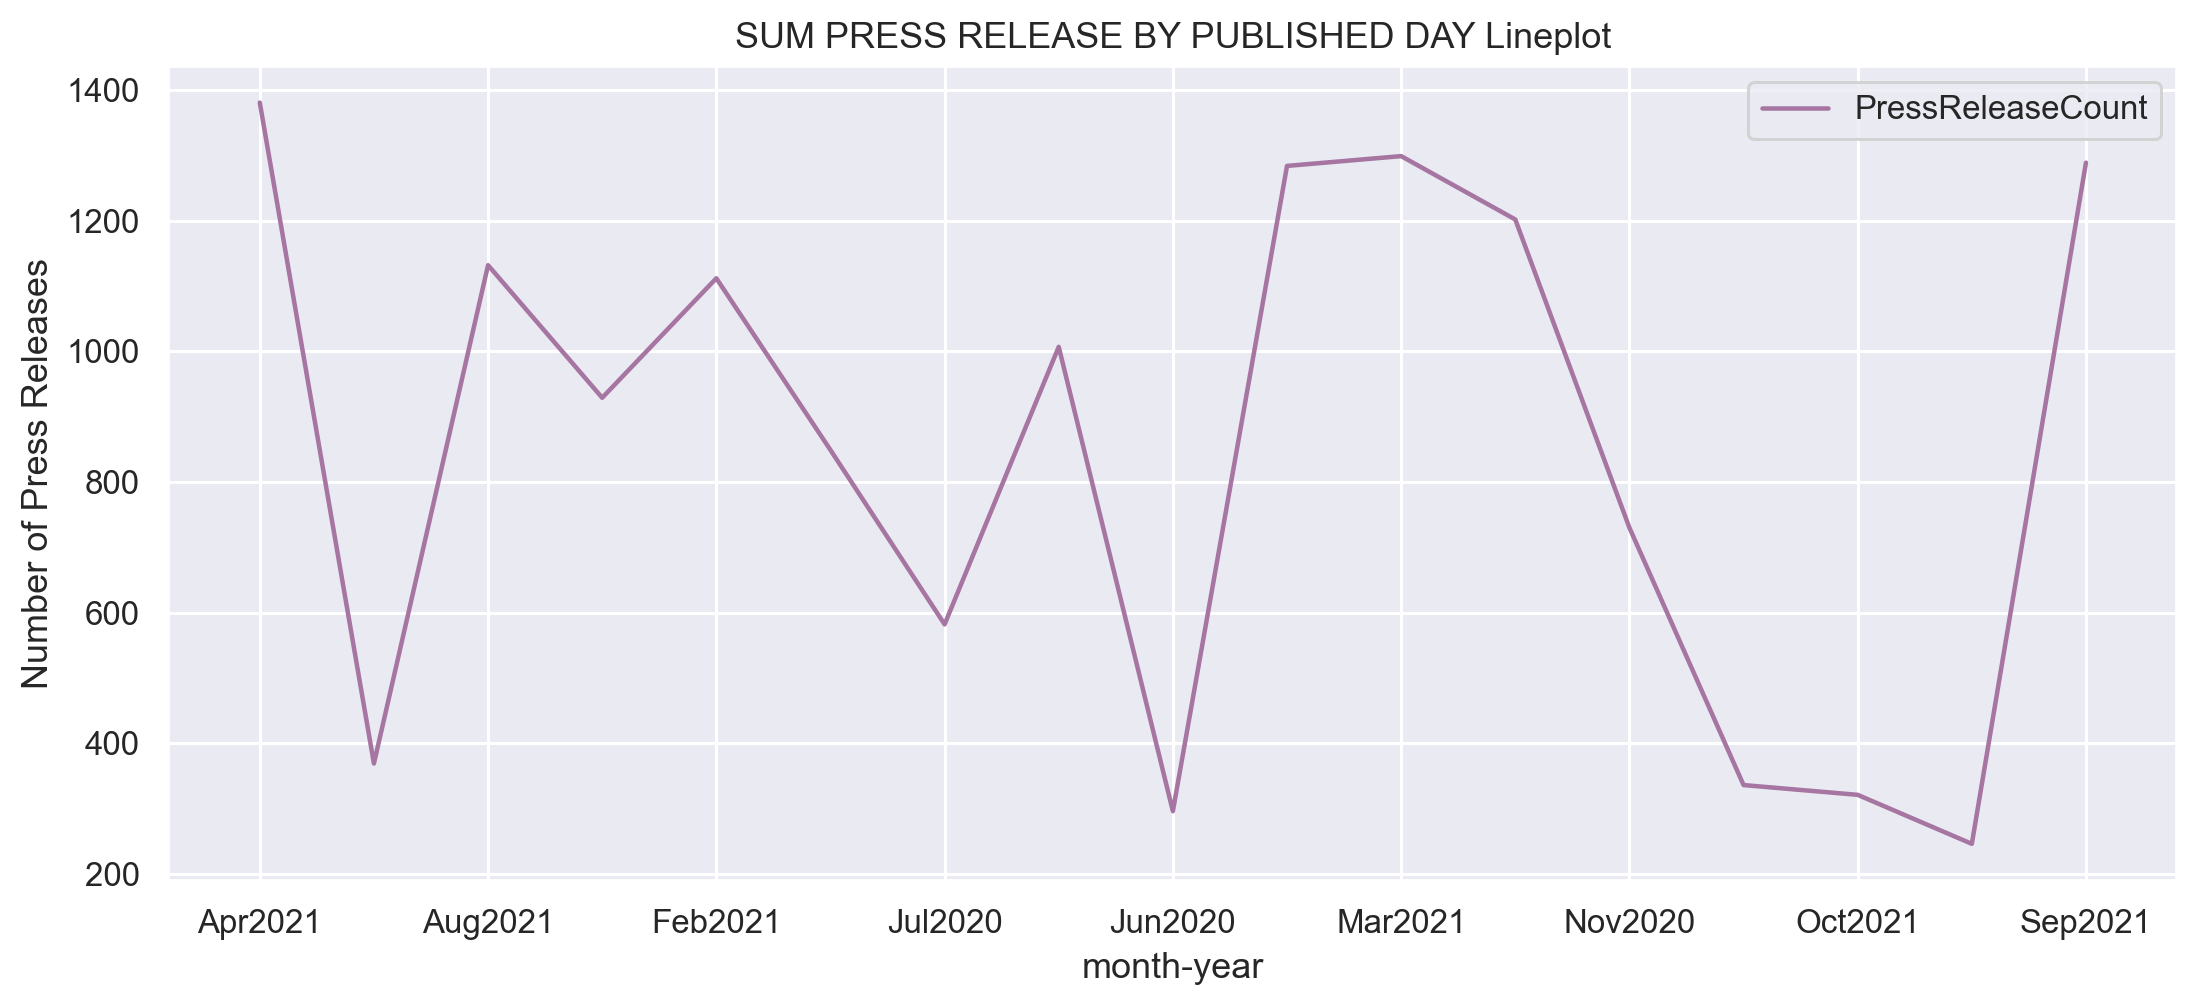 SUM PRESS RELEASE BY PUBLISHED DAY Lineplot
PressReleaseCount
1400
1200
1000
800
600
400
200
Number of Press Releases
Apr2021 Aug2021 Feb2021 Jul2020 Jun2020 Mar2021 Nov2020 Oct2021 Sep2021
month-year